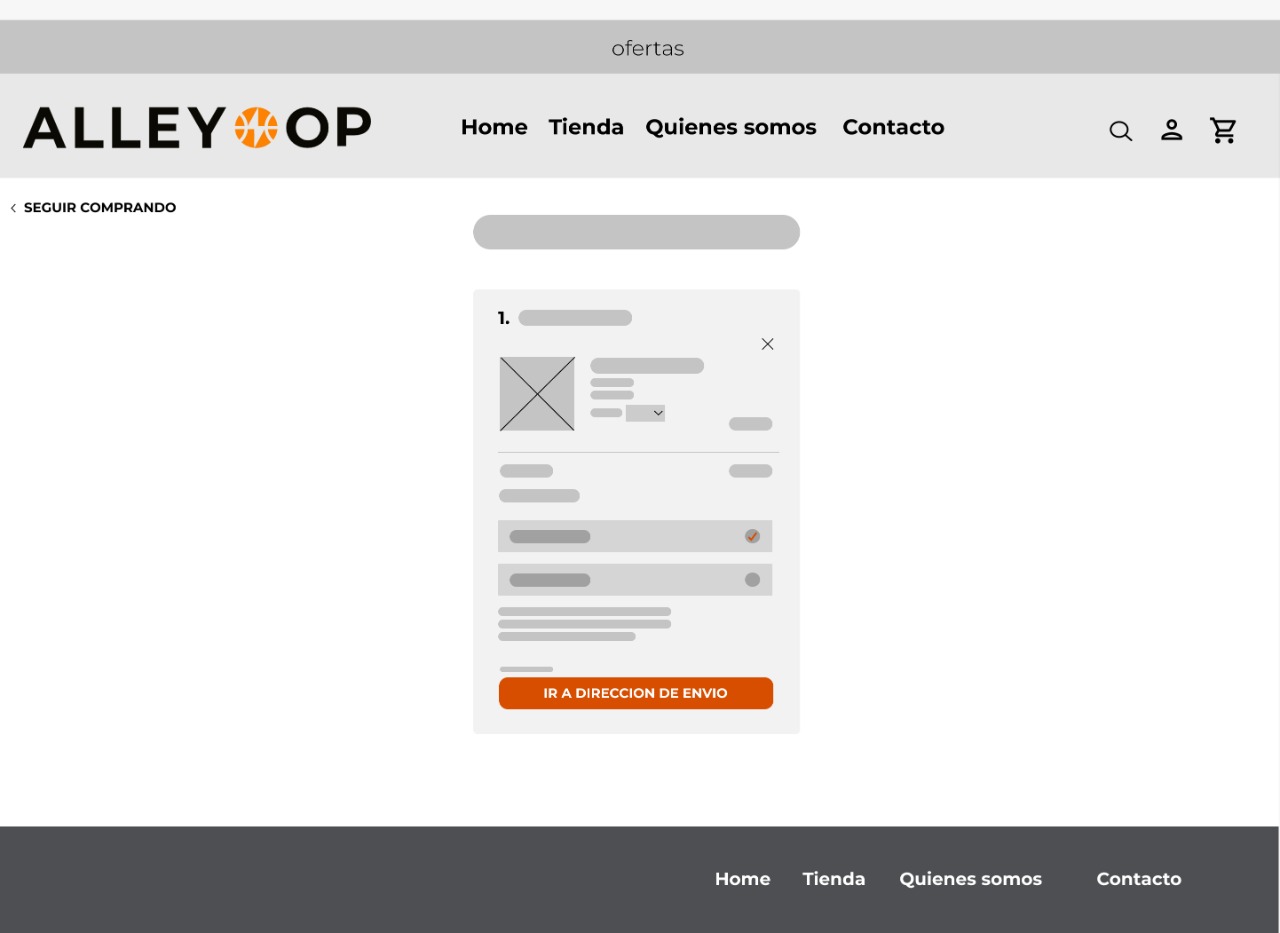 ofertas
ALLEYOOP
Home Tienda Quienes somos Contacto
SEGUIR COMPRANDO
1.
IR A DIRECCION DE ENVIO
Home Tienda Quienes somos Contacto